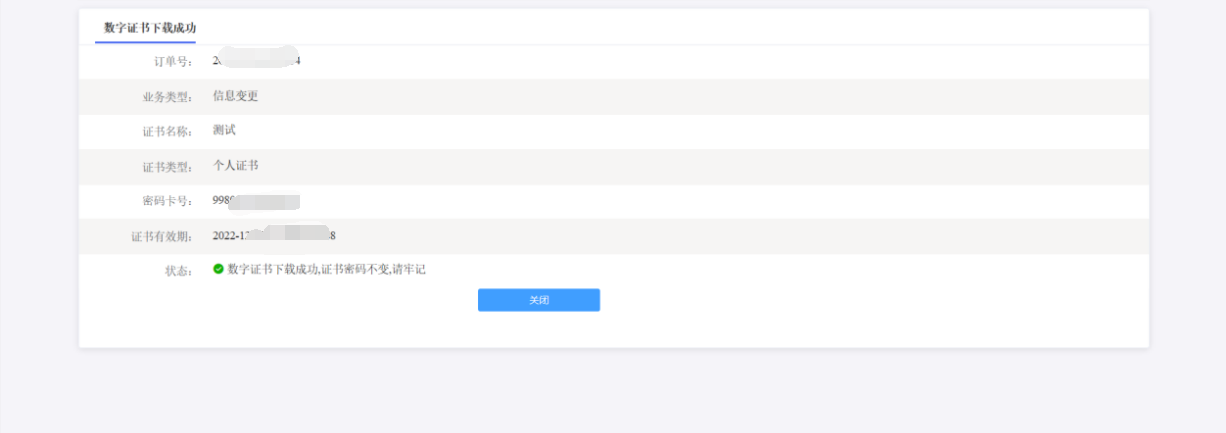 数字证书下载成功
订单号：
业务类型： 信息变更
证书名称： 测试
证书类型： 个人证书
密码卡号： 998
证书有效期： 2022-1
状态： 数字证书下载成功,证书密码不变,请牢记
关闭